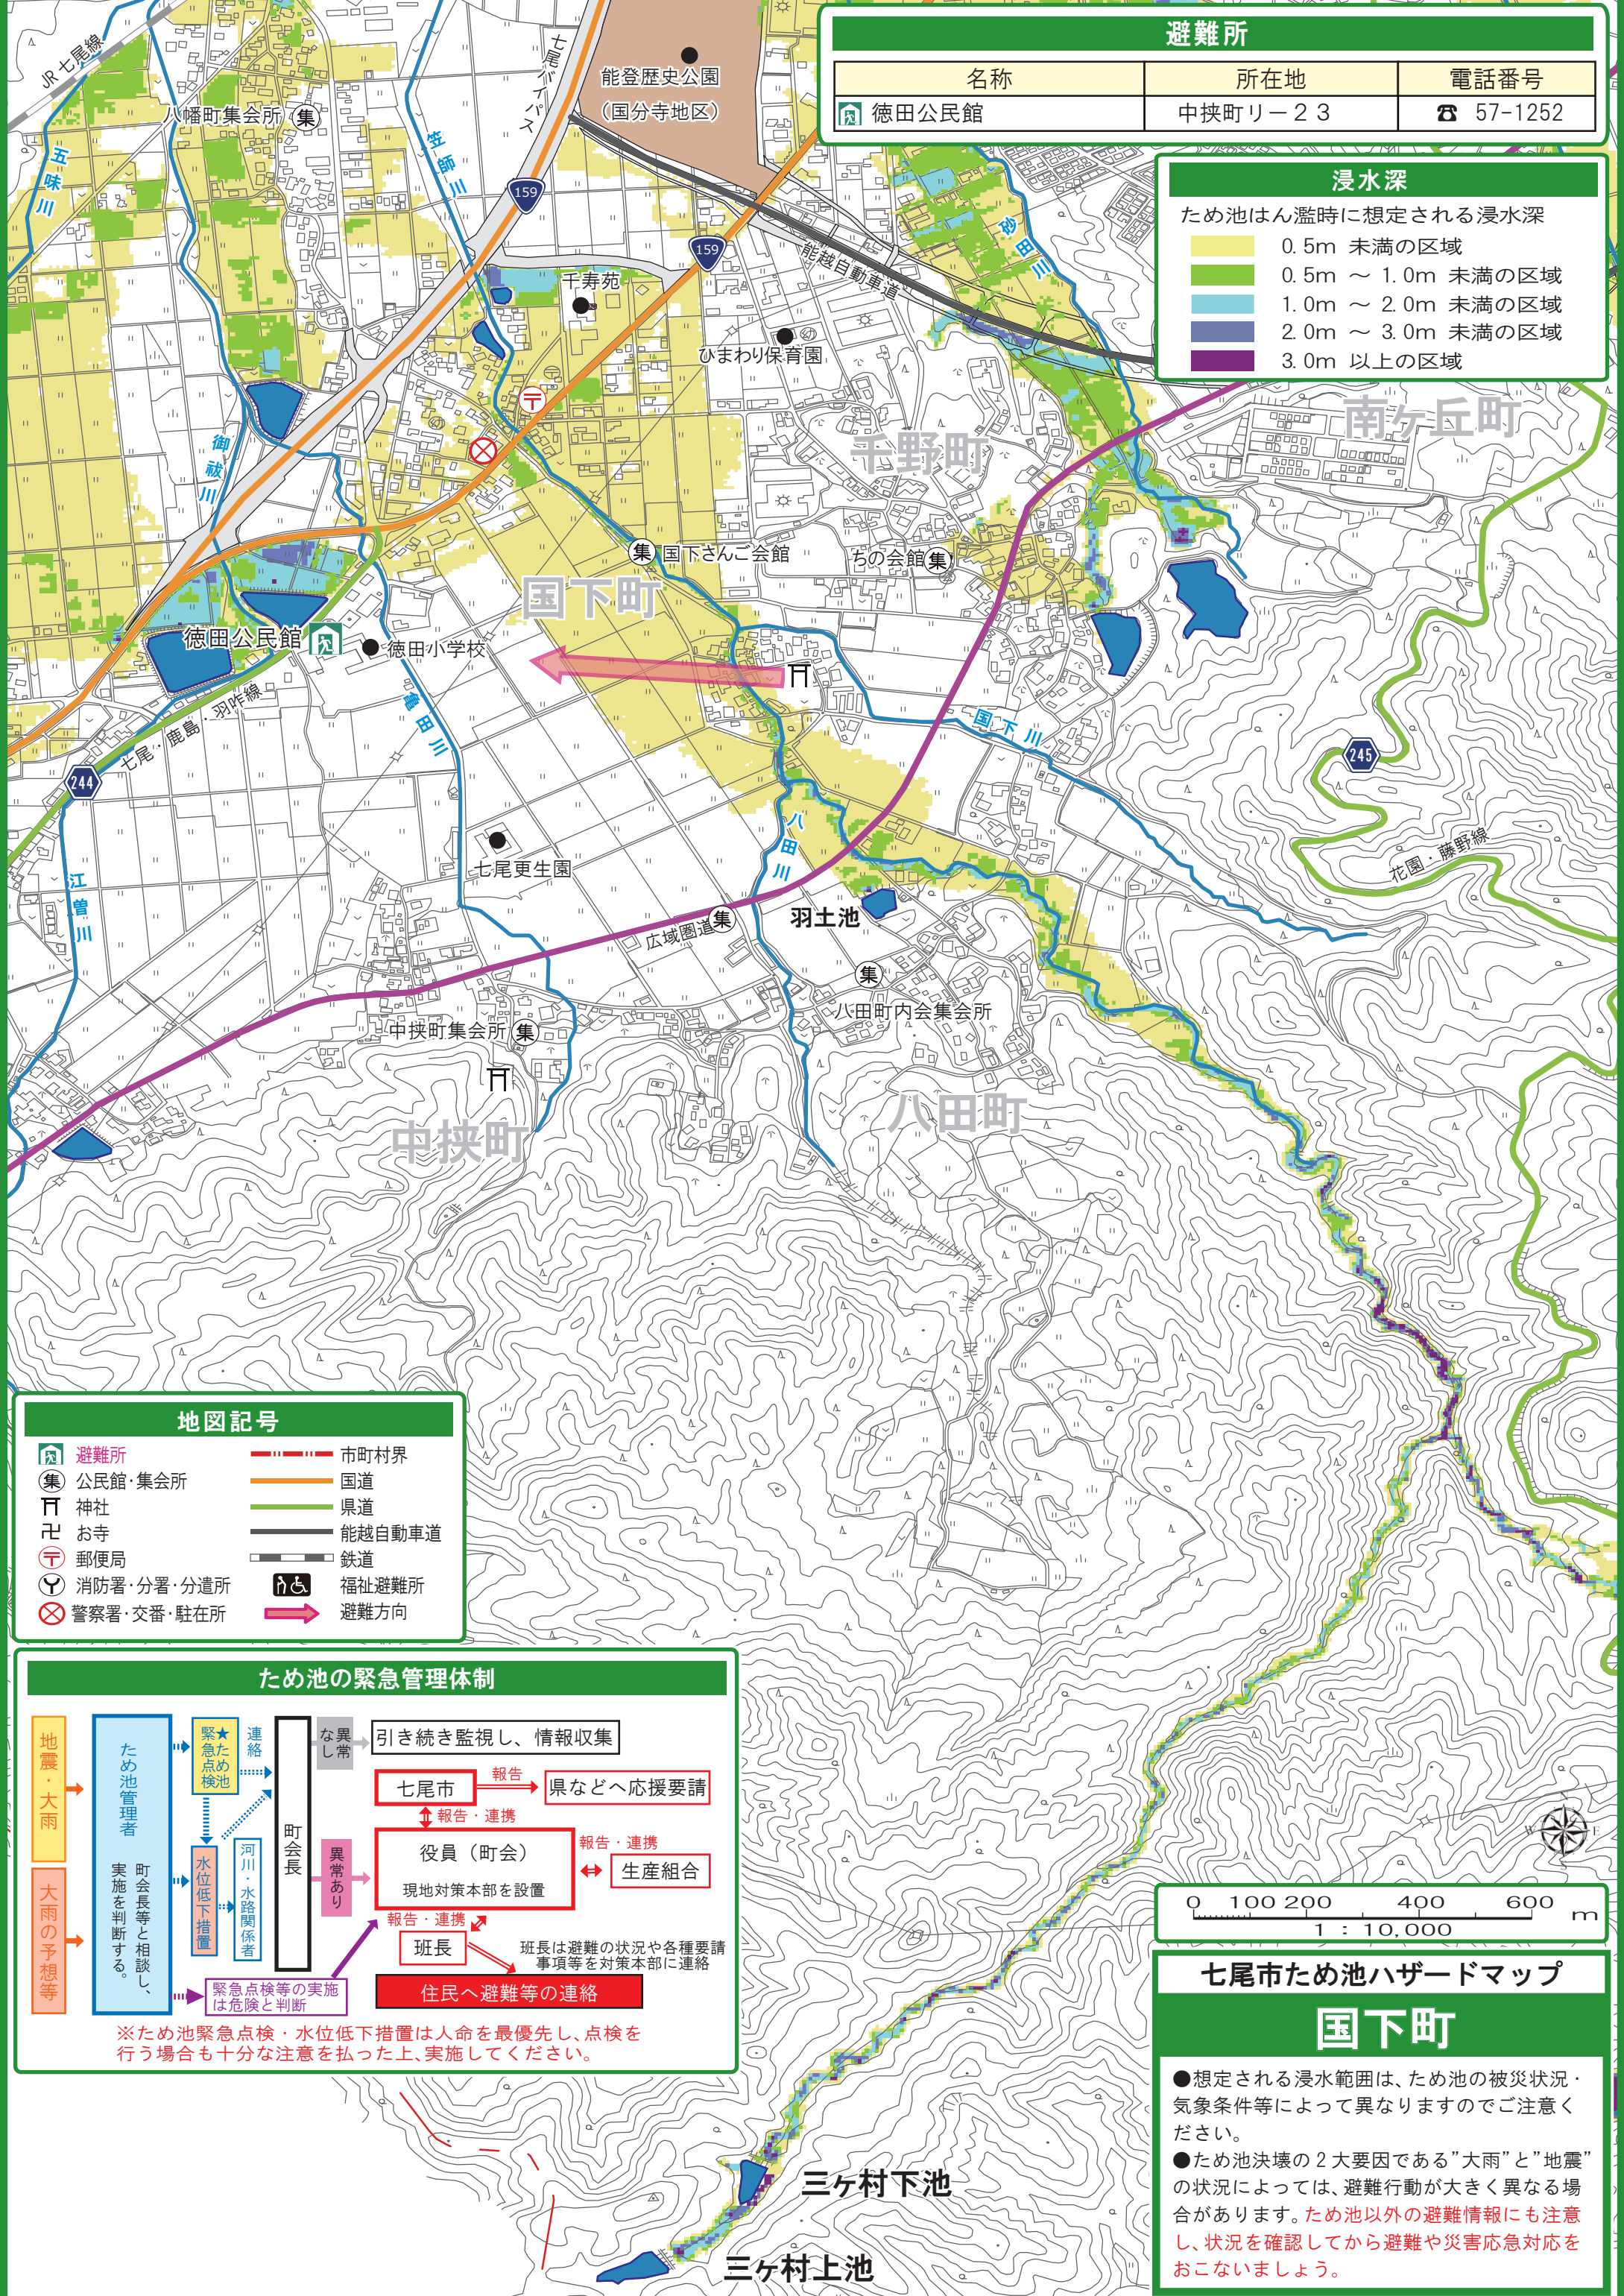 避難所
名称 所在地 電話番号
徳田公民館 中挟町リー２３ ☎ 57-1252
浸水深
ため池はん濫時に想定される浸水深
0.5m 未満の区域
0.5m ～ 1.0m 未満の区域
1.0m ～ 2.0m 未満の区域
2.0m ～ 3.0m 未満の区域
3.0m 以上の区域
JR 七尾線
七尾バイパス
能登歴史公園
（国分寺地区）
八幡町集会所 集
五味川
笠師川
159
159
砂田川
能越自動車道
千寿苑
ひまわり保育園
〒
南ヶ丘町
千野町
御祓川
集 国下さんご会館
ちの会館 集
国下町
徳田公民館
徳田小学校
七尾・鹿島・羽咋線
亀田川
国下川
244
245
八田川
七尾更生園
花園・藤野線
江曽川
羽土池
広域圏道 集
集
八田町内会集会所
中挟町集会所 集
八田町
中挟町
地図記号
避難所 市町村界
集 公民館・集会所 国道
神社 県道
卍 お寺 能越自動車道
〒 郵便局 鉄道
消防署・分署・分遣所 福祉避難所
警察署・交番・駐在所 避難方向
ため池の緊急管理体制
地震・大雨
大雨の予想等
ため池管理者
町会長等と相談し、
実施を判断する。
★ため池
緊急点検
連絡
水位低下措置
河川・水路関係者
町会長
異常なし
引き続き監視し、情報収集
七尾市
報告
県などへ応援要請
報告・連携
異常あり
役員（町会）
現地対策本部を設置
報告・連携
生産組合
報告・連携
班長
班長は避難の状況や各種要請
事項等を対策本部に連絡
住民へ避難等の連絡
緊急点検等の実施
は危険と判断
※ため池緊急点検・水位低下措置は人命を最優先し、点検を
行う場合も十分な注意を払った上、実施してください。
N
W E
S
0 100 200 400 600 m
1 : 10,000
七尾市ため池ハザードマップ
国下町
●想定される浸水範囲は、ため池の被災状況・
気象条件等によって異なりますのでご注意く
ださい。
●ため池決壊の２大要因である”大雨”と”地震”
の状況によっては、避難行動が大きく異なる場
合があります。ため池以外の避難情報にも注意
し、状況を確認してから避難や災害応急対応を
おこないましょう。
三ヶ村下池
三ヶ村上池